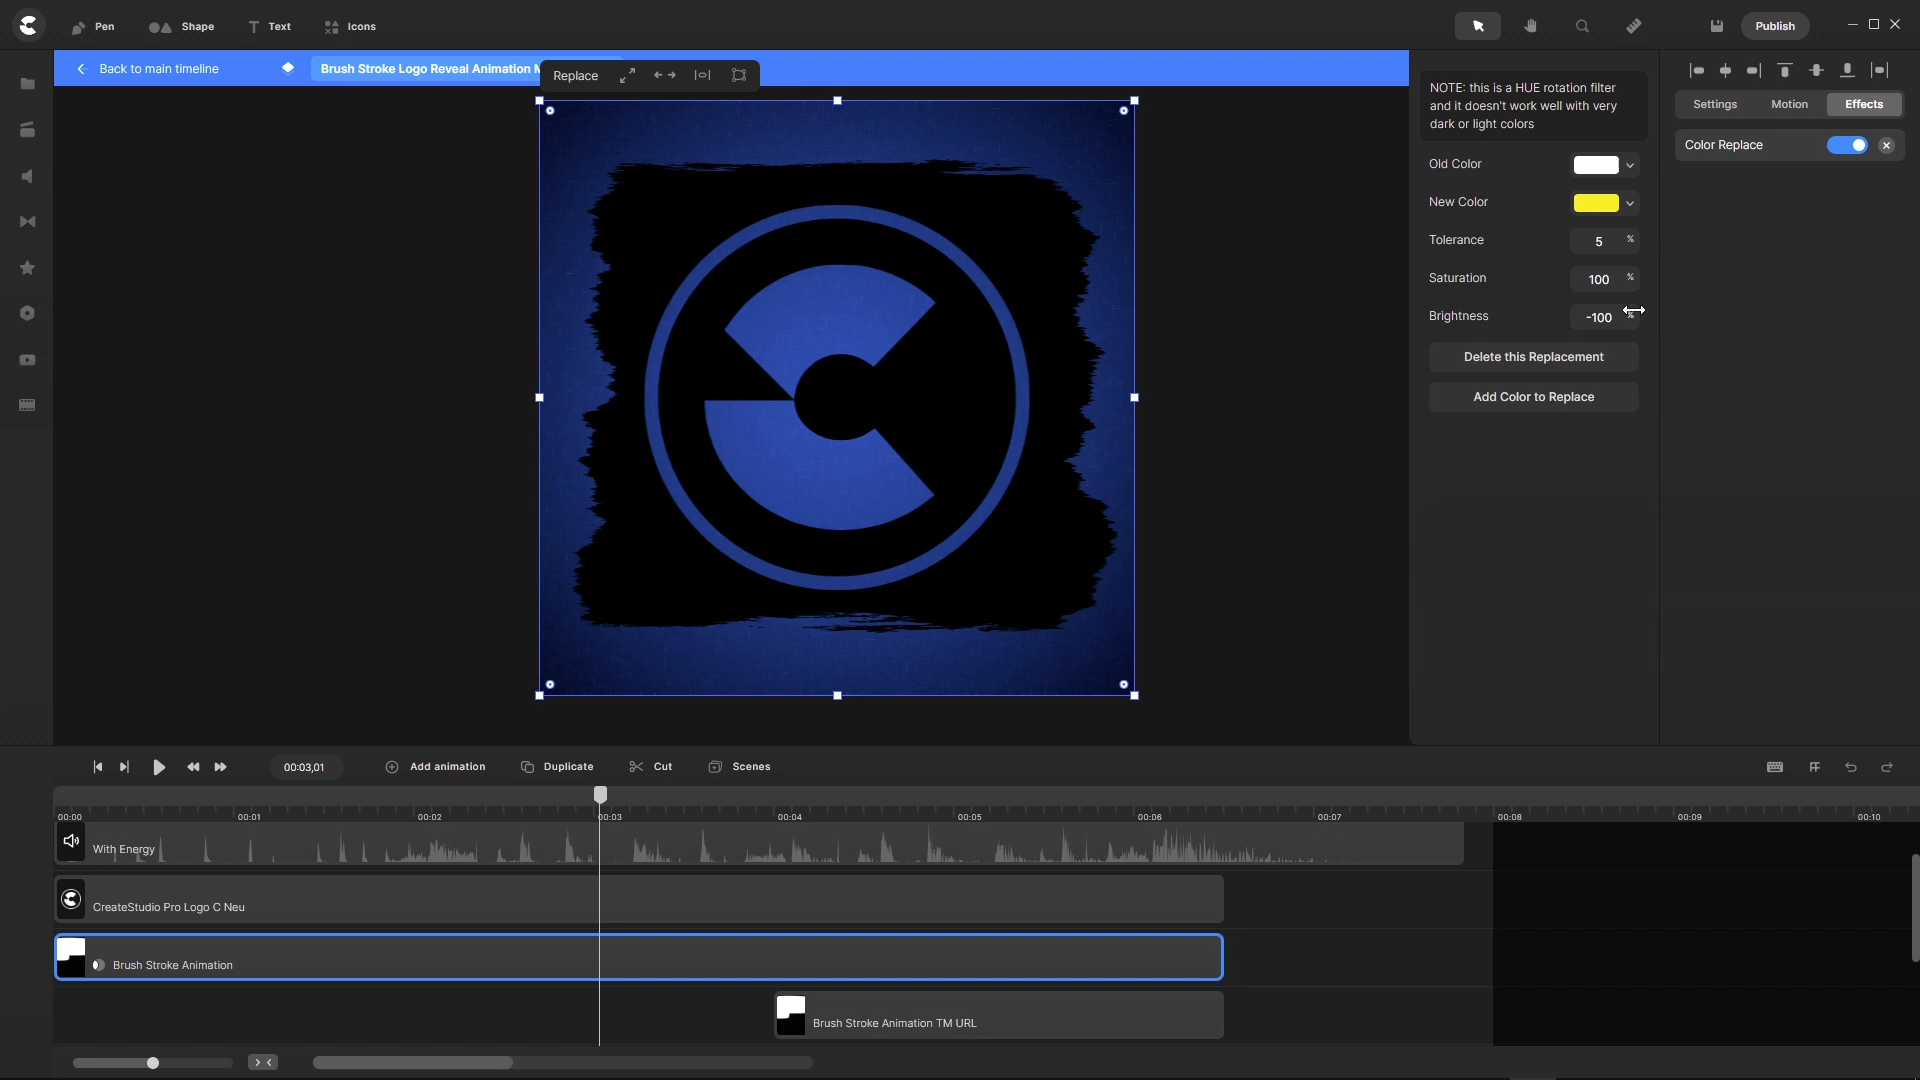 Pen
Shape
Text
Icons
Publish
Back to main timeline
Brush Stroke Logo Reveal Animation
Replace
NOTE: this is a HUE rotation filter
and it doesn't work well with very
dark or light colors
Old Color
New Color
Tolerance 5 %
Saturation 100 %
Brightness -100 %
Delete this Replacement
Add Color to Replace
Settings Motion Effects
Color Replace
00:03,01
Add animation
Duplicate
Cut
Scenes
00:00 00:01 00:02 00:03 00:04 00:05 00:06 00:07 00:08 00:09 00:10
With Energy
CreateStudio Pro Logo C Neu
Brush Stroke Animation
Brush Stroke Animation TM URL